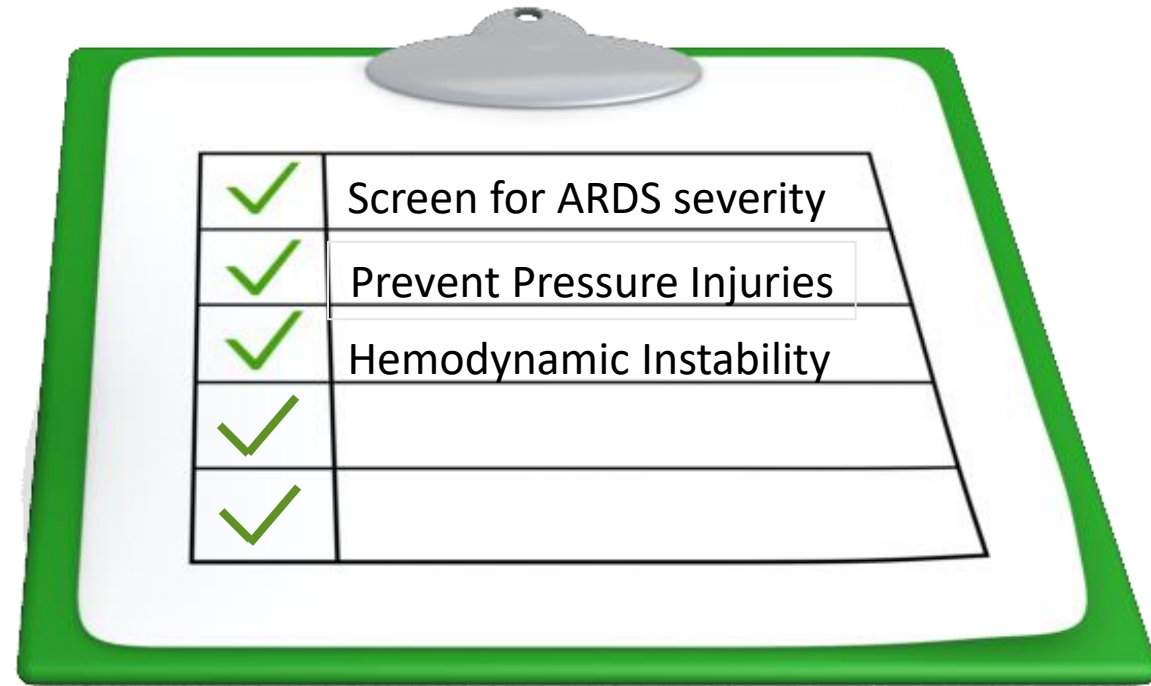 Screen for ARDS severity
Prevent Pressure Injuries
Hemodynamic Instability